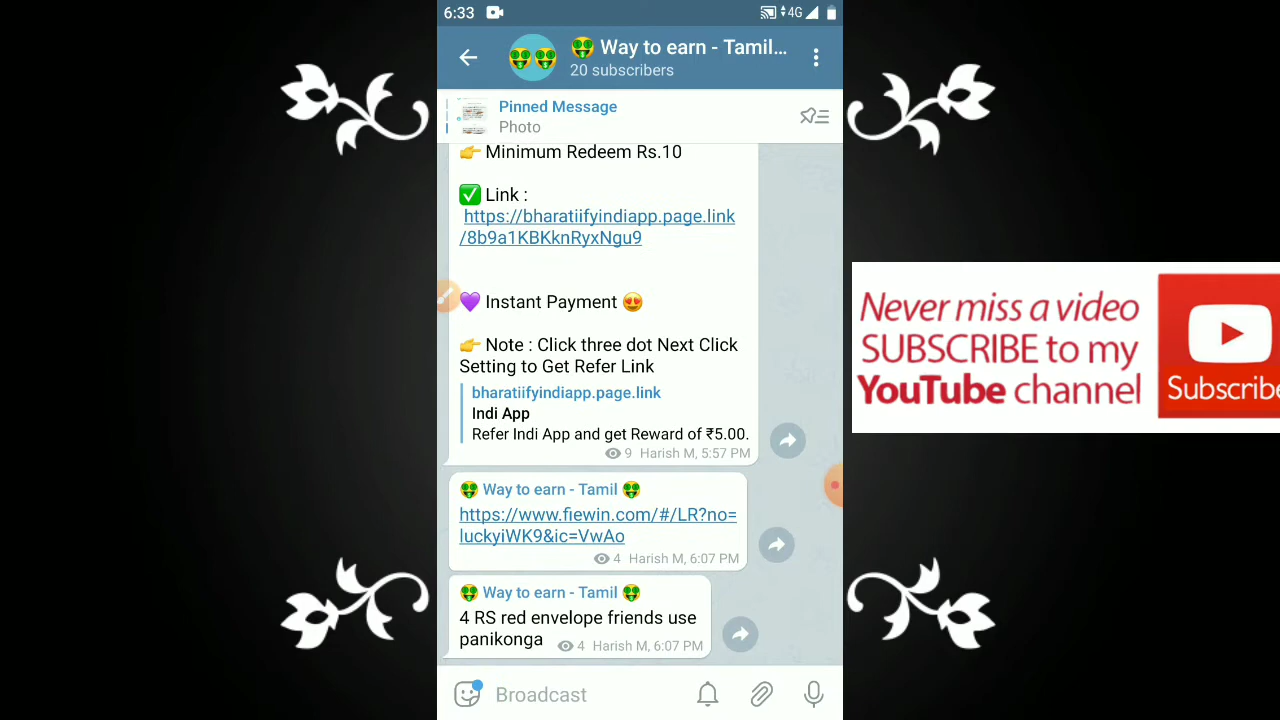 6:33
4G
Way to earn - Tamil...
20 subscribers
Pinned Message
Photo
👉 Minimum Redeem Rs.10
✅ Link :
https://bharatiifyindiapp.page.link
/8b9a1KBKknRyxNgu9
💜 Instant Payment 😍
👉 Note : Click three dot Next Click
Setting to Get Refer Link
bharatiifyindiapp.page.link
Indi App
Refer Indi App and get Reward of ₹5.00.
9 Harish M, 5:57 PM
🤑 Way to earn - Tamil 🤑
https://www.fiewin.com/#/LR?no=
luckyiWK9&ic=VwAo
4 Harish M, 6:07 PM
🤑 Way to earn - Tamil 🤑
4 RS red envelope friends use
panikonga 4 Harish M, 6:07 PM
Broadcast
Never miss a video
SUBSCRIBE to my
YouTube channel
Subscribe